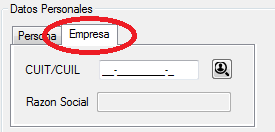 Datos Personales
Persona Empresa
CUIT/CUIL __-________-_
Razon Social